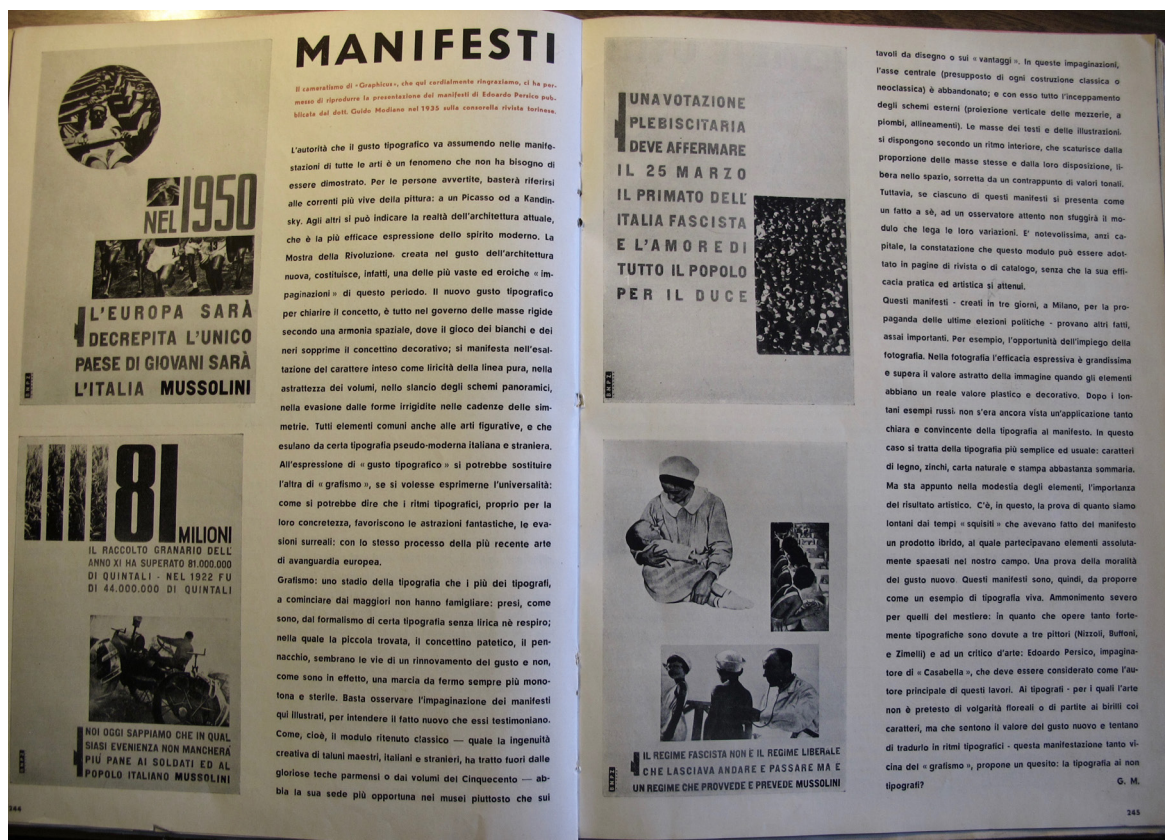 MANIFESTI
Il cameratismo di «Graphicus», che qui cordialmente ringraziamo, ci ha per-
messo di riprodurre la presentazione dei manifesti di Edoardo Persico pub-
blicata dal dott. Guido Modiano nel 1935 sulla consorella rivista torinese.
NEL 1950
L'EUROPA SARÀ
DECREPITA L'UNICO
PAESE DI GIOVANI SARÀ
L'ITALIA MUSSOLINI
81
MILIONI
IL RACCOLTO GRANARIO DELL'
ANNO XI HA SUPERATO 81.000.000
DI QUINTALI - NEL 1922 FU
DI 44.000.000 DI QUINTALI
NOI OGGI SAPPIAMO CHE IN QUAL
SIASI EVENIENZA NON MANCHERÀ
PIU' PANE AI SOLDATI ED AL
POPOLO ITALIANO MUSSOLINI
L'autorità che il gusto tipografico va assumendo nelle manife-
stazioni di tutte le arti è un fenomeno che non ha bisogno di
essere dimostrato. Per le persone avvertite, basterà riferirsi
alle correnti più vive della pittura: a un Picasso od a Kandin-
sky. Agli altri si può indicare la realtà dell'architettura attuale,
che è la più efficace espressione dello spirito moderno. La
Mostra della Rivoluzione, creata nel gusto dell'architettura
nuova, costituisce, infatti, una delle più vaste ed eroiche «im-
paginazioni» di questo periodo. Il nuovo gusto tipografico
per chiarire il concetto, è tutto nel governo delle masse rigide
secondo una armonia spaziale, dove il gioco dei bianchi e dei
neri sopprime il concettino decorativo; si manifesta nell'esal-
tazione del carattere inteso come liricità della linea pura, nella
astrattezza dei volumi, nello slancio degli schemi panoramici,
nella evasione dalle forme irrigidite nelle cadenze delle sim-
metrie. Tutti elementi comuni anche alle arti figurative, e che
esulano da certa tipografia pseudo-moderna italiana e straniera.
All'espressione di «gusto tipografico» si potrebbe sostituire
l'altra di «grafismo», se si volesse esprimerne l'universalità:
come si potrebbe dire che i ritmi tipografici, proprio per la
loro concretezza, favoriscono le astrazioni fantastiche, le eva-
sioni surreali: con lo stesso processo della più recente arte
di avanguardia europea.
Grafismo: uno stadio della tipografia che i più dei tipografi,
a cominciare dai maggiori non hanno famigliare: presi, come
sono, dal formalismo di certa tipografia senza lirica nè respiro;
nella quale la piccola trovata, il concettino patetico, il pen-
nacchio, sembrano le vie di un rinnovamento del gusto e non,
come sono in effetto, una marcia da fermo sempre più mono-
tona e sterile. Basta osservare l'impaginazione dei manifesti
qui illustrati, per intendere il fatto nuovo che essi testimoniano.
Come, cioè, il modulo ritenuto classico — quale la ingenuità
creativa di taluni maestri, italiani e stranieri, ha tratto fuori dalle
gloriose teche parmensi o dai volumi del Cinquecento — ab-
bia la sua sede più opportuna nei musei piuttosto che sui
244
UNA VOTAZIONE
PLEBISCITARIA
DEVE AFFERMARE
IL 25 MARZO
IL PRIMATO DELL'
ITALIA FASCISTA
E L'AMORE DI
TUTTO IL POPOLO
PER IL DUCE
IL REGIME FASCISTA NON E IL REGIME LIBERALE
CHE LASCIAVA ANDARE E PASSARE MA E
UN REGIME CHE PROVVEDE E PREVEDE MUSSOLINI
tavoli da disegno o sui «vantaggi». In queste impaginazioni,
l'asse centrale (presupposto di ogni costruzione classica o
neoclassica) è abbandonato; e con esso tutto l'inceppamento
degli schemi esterni (proiezione verticale delle mezzerie, a
piombi, allineamenti). Le masse dei testi e delle illustrazioni
si dispongono secondo un ritmo interiore, che scaturisce dalla
proporzione delle masse stesse e dalla loro disposizione, li-
bera nello spazio, sorretta da un contrappunto di valori tonali.
Tuttavia, se ciascuno di questi manifesti si presenta come
un fatto a sè, ad un osservatore attento non sfuggirà il mo-
dulo che lega le loro variazioni. E' notevolissima, anzi ca-
pitale, la constatazione che questo modulo può essere adot-
tato in pagine di rivista o di catalogo, senza che la sua effi-
cacia pratica ed artistica si attenui.
Questi manifesti - creati in tre giorni, a Milano, per la pro-
paganda delle ultime elezioni politiche - provano altri fatti,
assai importanti. Per esempio, l'opportunità dell'impiego della
fotografia. Nella fotografia l'efficacia espressiva è grandissima
e supera il valore astratto della immagine quando gli elementi
abbiano un reale valore plastico e decorativo. Dopo i lon-
tani esempi russi non s'era ancora vista un'applicazione tanto
chiara e convincente della tipografia al manifesto. In questo
caso si tratta della tipografia più semplice ed usuale: caratteri
di legno, zinchi, carta naturale e stampa abbastanza sommaria.
Ma sta appunto nella modestia degli elementi, l'importanza
del risultato artistico. C'è, in questo, la prova di quanto siamo
lontani dai tempi «squisiti» che avevano fatto del manifesto
un prodotto ibrido, al quale partecipavano elementi assoluta-
mente spaesati nel nostro campo. Una prova della moralità
del gusto nuovo. Questi manifesti sono, quindi, da proporre
come un esempio di tipografia viva. Ammonimento severo
per quelli del mestiere: in quanto che opere tanto forte-
mente tipografiche sono dovute a tre pittori (Nizzoli, Buffoni,
e Zimelli) e ad un critico d'arte: Edoardo Persico, impagina-
tore di «Casabella», che deve essere considerato come l'au-
tore principale di questi lavori. Ai tipografi - per i quali l'arte
non è pretesto di volgarità floreali o di partite ai birilli coi
caratteri, ma che sentono il valore del gusto nuovo e tentano
di tradurlo in ritmi tipografici - questa manifestazione tanto vi-
cina del «grafismo», propone un quesito: la tipografia ai non
tipografi?
G. M.
245